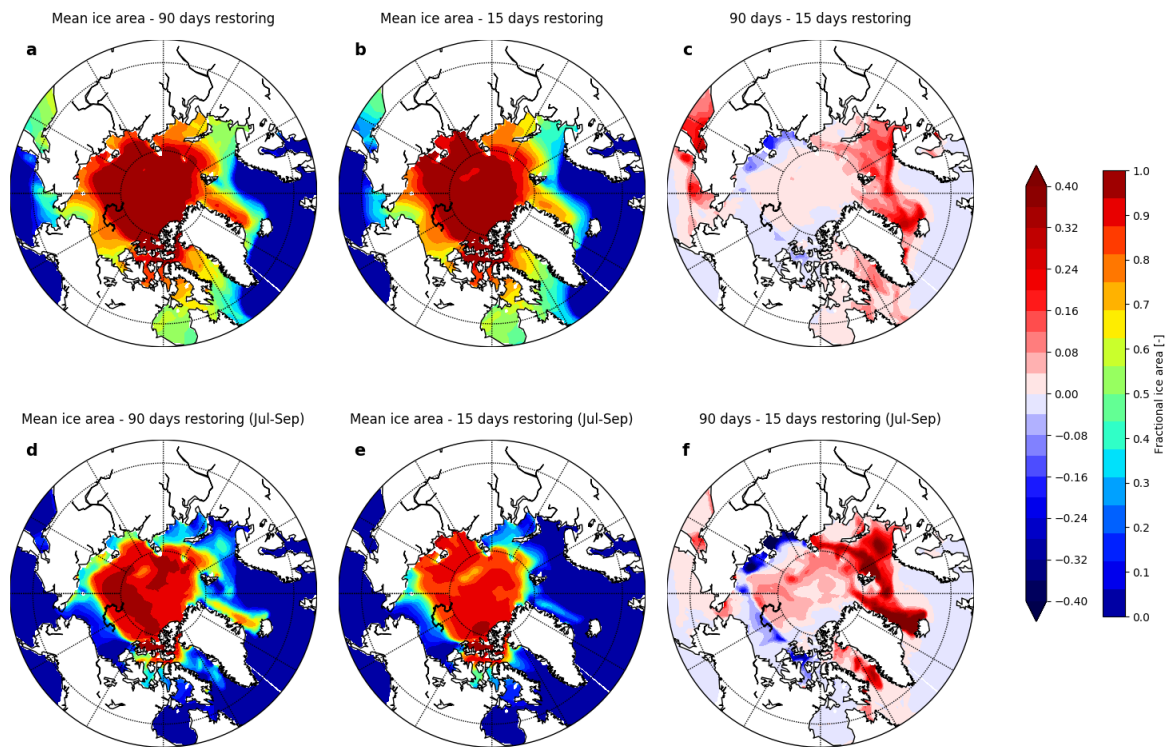 Mean ice area - 90 days restoring
Mean ice area - 15 days restoring
90 days - 15 days
a
b
c
Mean ice area - 90 days restoring (Jul-Sep)
Mean ice area - 15 days restoring (Jul-Sep)
90 days - 15 days (Jul-Sep)
d
e
f
0.40
0.32
0.24
0.16
0.08
0.00
−0.08
−0.16
−0.24
−0.32
−0.40
1.0
0.9
0.8
0.7
0.6
0.5
0.4
0.3
0.2
0.1
0.0
Fractional ice area [-]